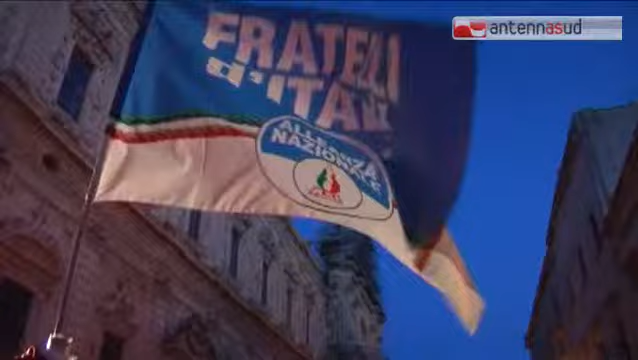 antennasud
FRATELLI
d'ITALIA
ALLEANZA
NAZIONALE